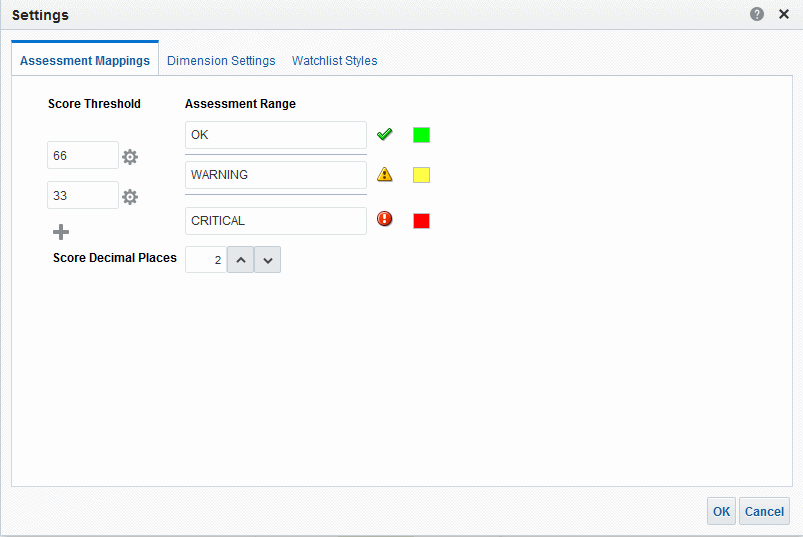 Settings
Assessment Mappings Dimension Settings Watchlist Styles
Score Threshold Assessment Range
OK
66
WARNING
33
CRITICAL
Score Decimal Places 2
OK Cancel